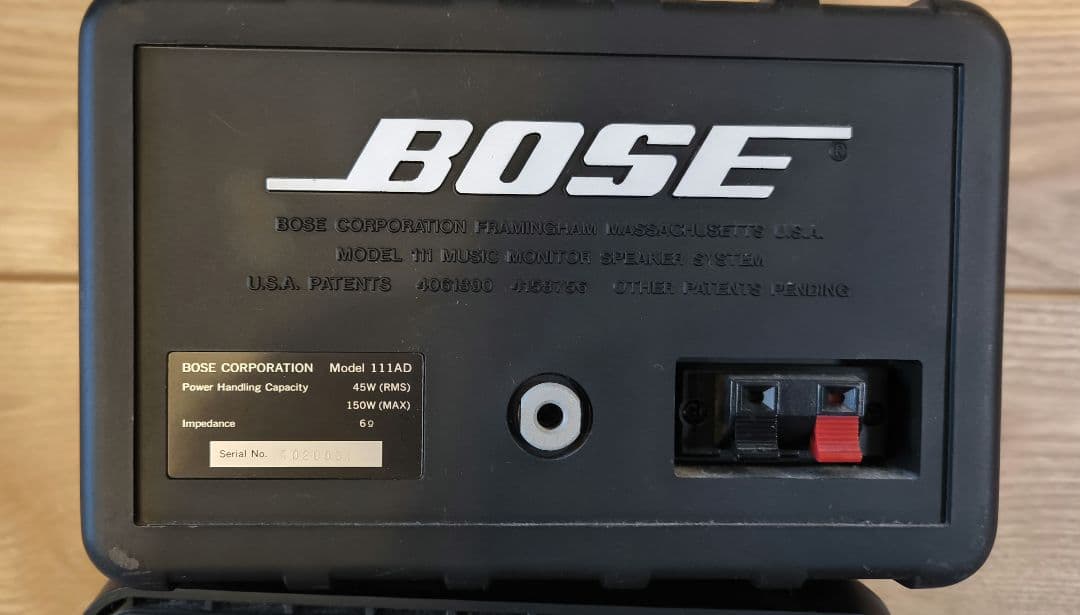 BOSE ®
BOSE CORPORATION FRAMINGHAM MASSACHUSETTS U.S.A.
MODEL 111 MUSIC MONITOR SPEAKER SYSTEM
U.S.A. PATENTS 4061890 4158756 OTHER PATENTS PENDING
BOSE CORPORATION Model 111AD
Power Handling Capacity 45W (RMS)
150W (MAX)
Impedance 6Ω
Serial No.